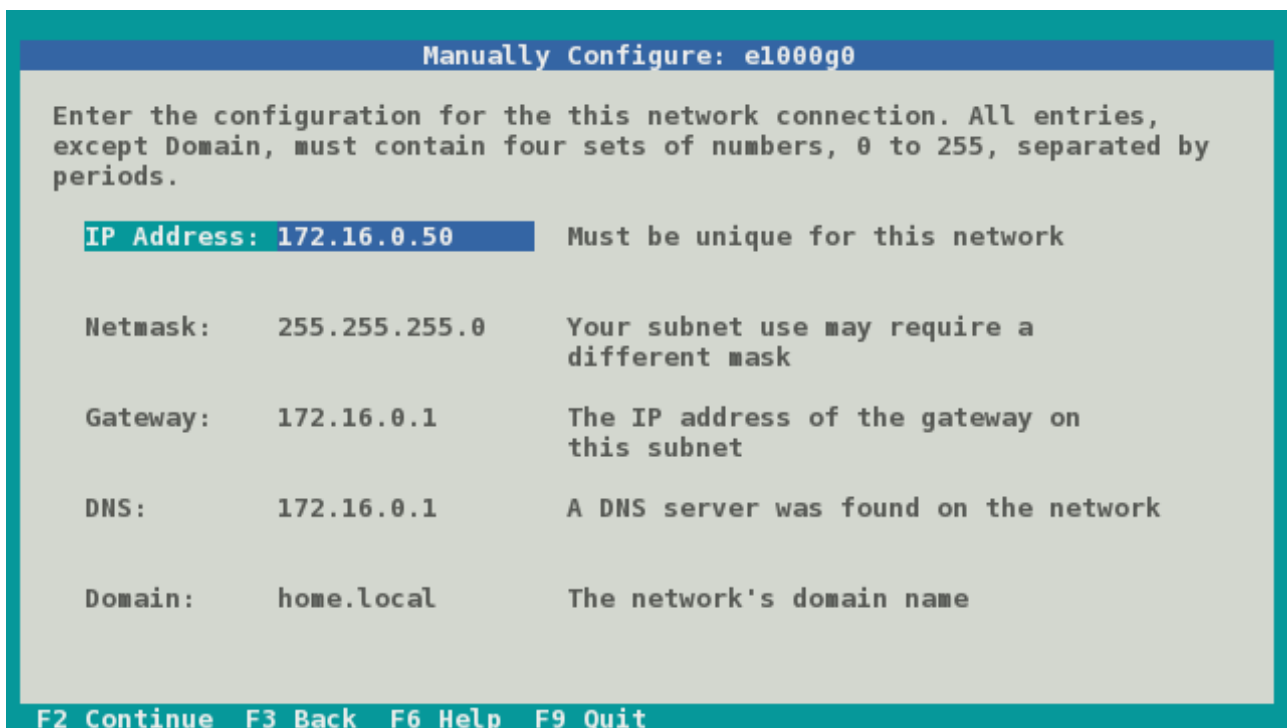 Manually Configure: e1000g0
Enter the configuration for the this network connection. All entries,
except Domain, must contain four sets of numbers, 0 to 255, separated by
periods.
IP Address: 172.16.0.50 Must be unique for this network
Netmask: 255.255.255.0 Your subnet use may require a
different mask
Gateway: 172.16.0.1 The IP address of the gateway on
this subnet
DNS: 172.16.0.1 A DNS server was found on the network
Domain: home.local The network's domain name
F2 Continue F3 Back F6 Help F9 Quit